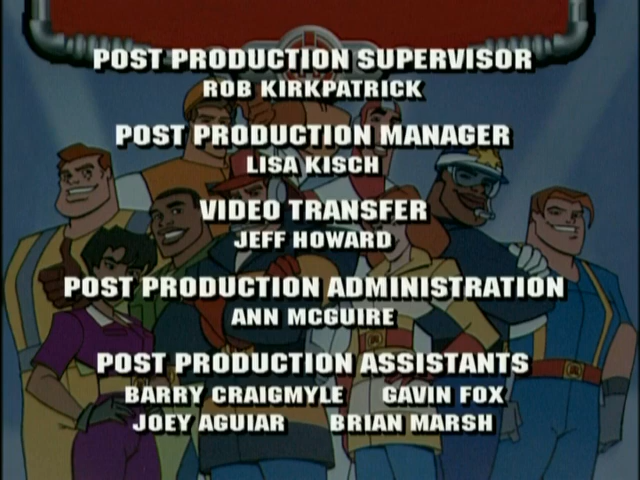 POST PRODUCTION SUPERVISOR
ROB KIRKPATRICK
POST PRODUCTION MANAGER
LISA KISCH
VIDEO TRANSFER
JEFF HOWARD
POST PRODUCTION ADMINISTRATION
ANN MCGUIRE
POST PRODUCTION ASSISTANTS
BARRY CRAIGMYLE GAVIN FOX
JOEY AGUIAR BRIAN MARSH